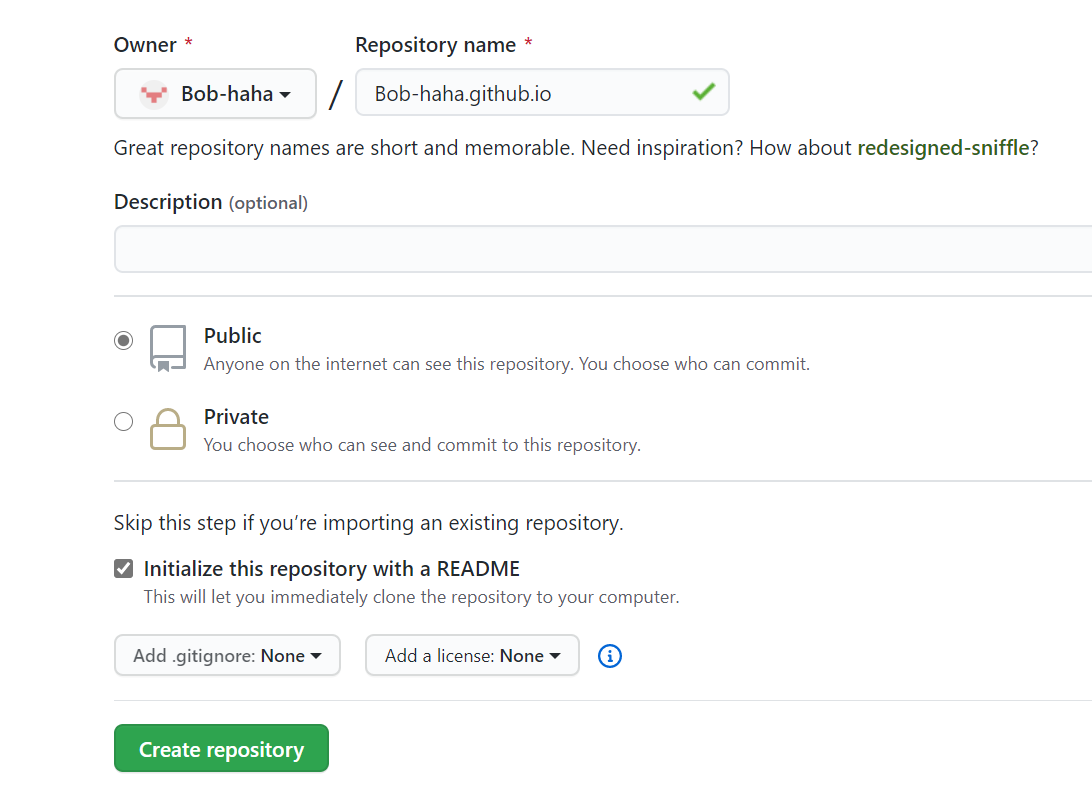 Owner * Repository name *
Bob-haha / Bob-haha.github.io
Great repository names are short and memorable. Need inspiration? How about redesigned-sniffle?
Description (optional)
Public
Anyone on the internet can see this repository. You choose who can commit.
Private
You choose who can see and commit to this repository.
Skip this step if you’re importing an existing repository.
Initialize this repository with a README
This will let you immediately clone the repository to your computer.
Add .gitignore: None Add a license: None
Create repository